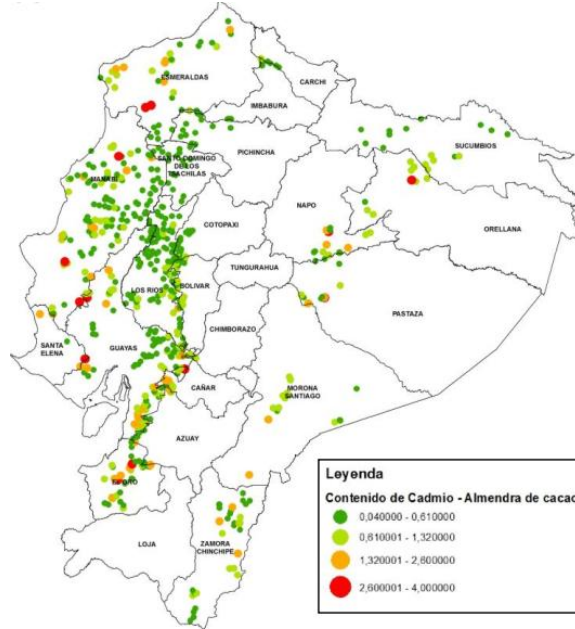 ESMERALDAS
CARCHI
IMBABURA
SUCUMBIOS
PICHINCHA
SANTO DOMINGO
DE LOS
TSACHILAS
MANABI
NAPO
COTOPAXI
ORELLANA
TUNGURAHUA
LOS RIOS
BOLIVAR
PASTAZA
CHIMBORAZO
SANTA
ELENA
GUAYAS
CAÑAR
MORONA
SANTIAGO
AZUAY
EL ORO
LOJA
ZAMORA
CHINCHIPE
Leyenda
Contenido de Cadmio - Almendra de cacao
0,040000 - 0,610000
0,610001 - 1,320000
1,320001 - 2,600000
2,600001 - 4,000000